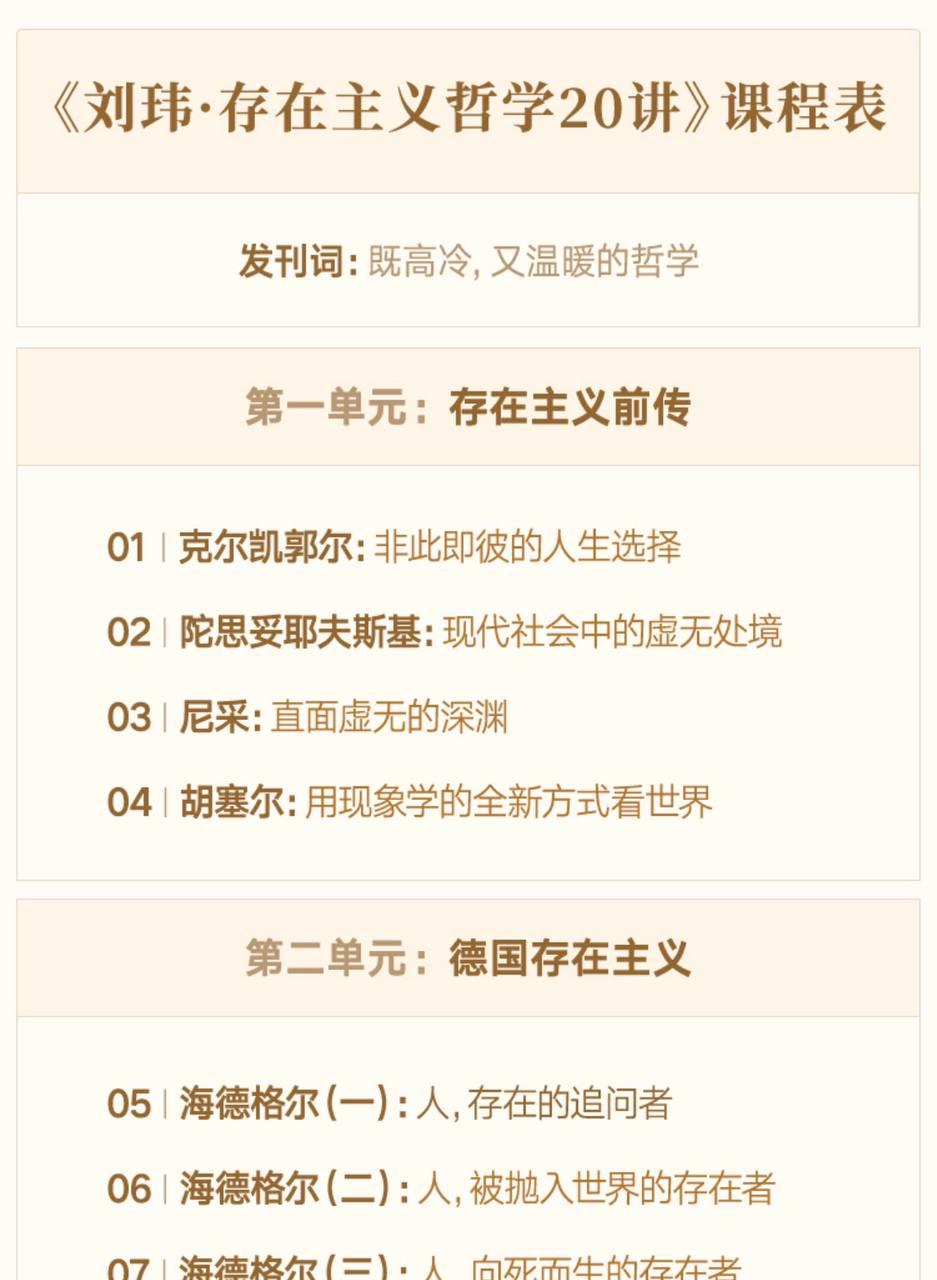 《刘玮·存在主义哲学20讲》课程表
发刊词：既高冷，又温暖的哲学
第一单元：存在主义前传
01 | 克尔凯郭尔：非此即彼的人生选择
02 | 陀思妥耶夫斯基：现代社会中的虚无处境
03 | 尼采：直面虚无的深渊
04 | 胡塞尔：用现象学的全新方式看世界
第二单元：德国存在主义
05 | 海德格尔（一）：人，存在的追问者
06 | 海德格尔（二）：人，被抛入世界的存在者
07 | 海德格尔（三）：人，向死而生的存在者